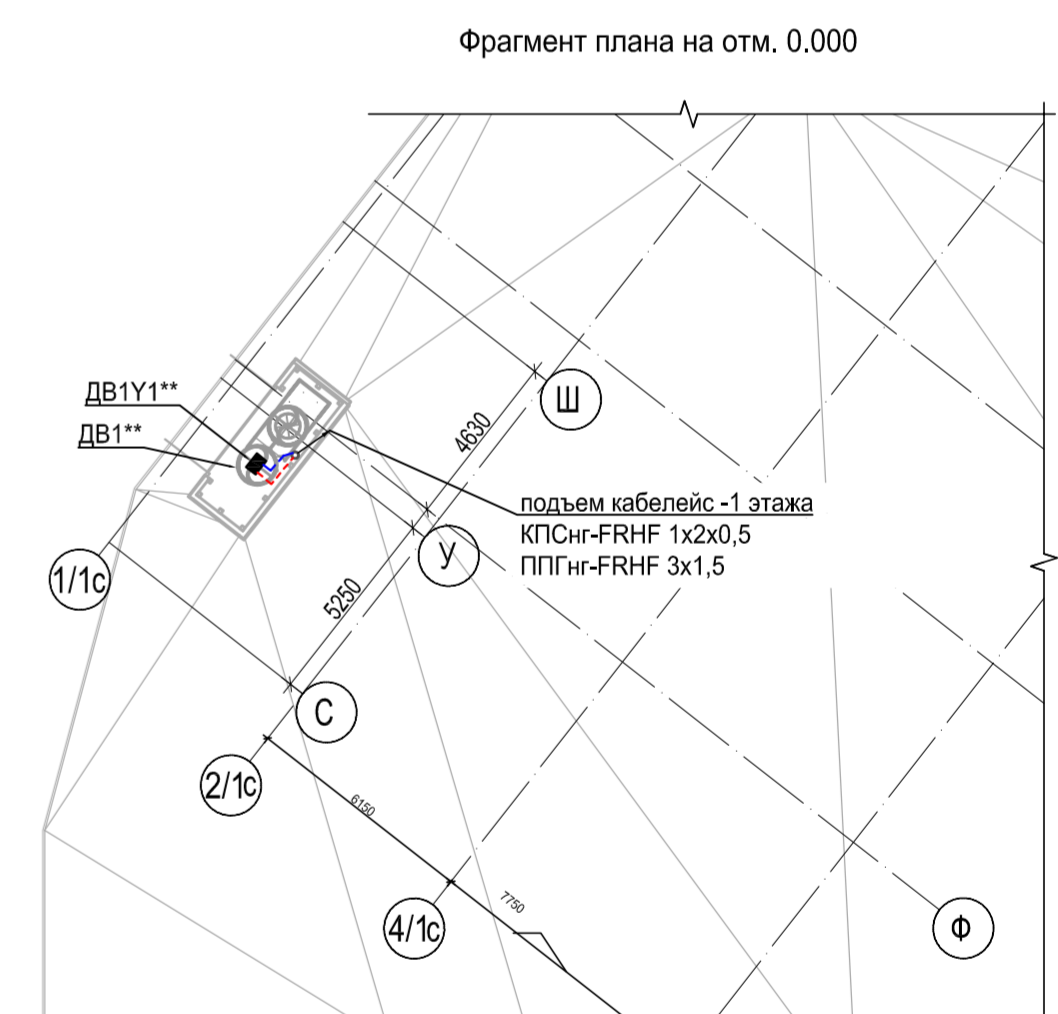 Фрагмент плана на отм. 0.000
Ш
4630
ДВ1Y1**
ДВ1**
подъем кабелейс -1 этажа
КПСнг-FRHF 1х2х0,5
ППГнг-FRHF 3х1,5
У
1/1с
5250
С
2/1с
6150
7750
4/1с
Ф